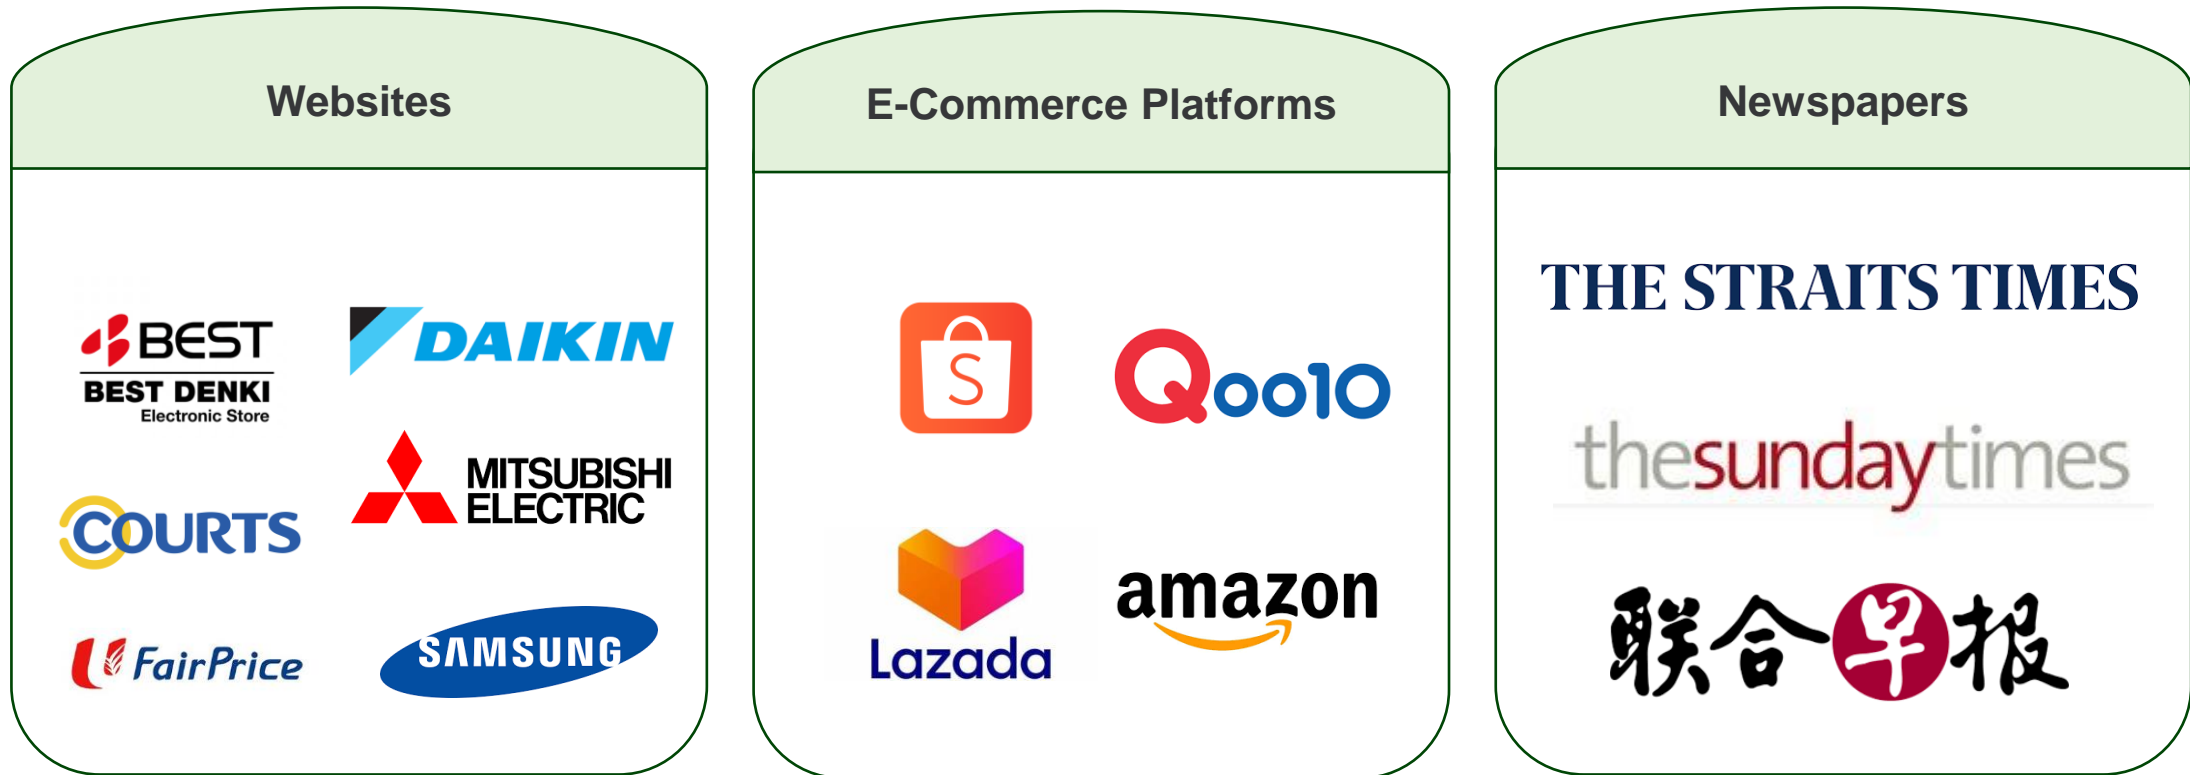 Websites
BEST
BEST DENKI
Electronic Store
DAIKIN
MITSUBISHI
ELECTRIC
COURTS
FairPrice
SAMSUNG
E-Commerce Platforms
S
Qoo10
Lazada
amazon
Newspapers
THE STRAITS TIMES
thesundaytimes
联合早报